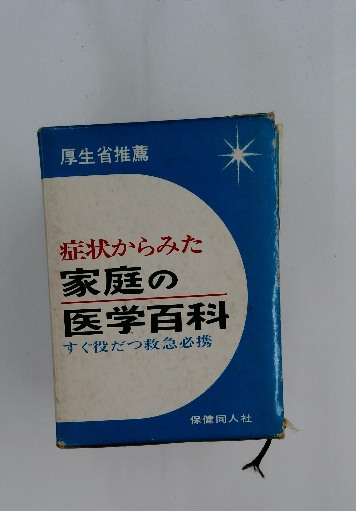 厚生省推薦
症状からみた
家庭の
医学百科
すぐ役だつ救急必携
保健同人社